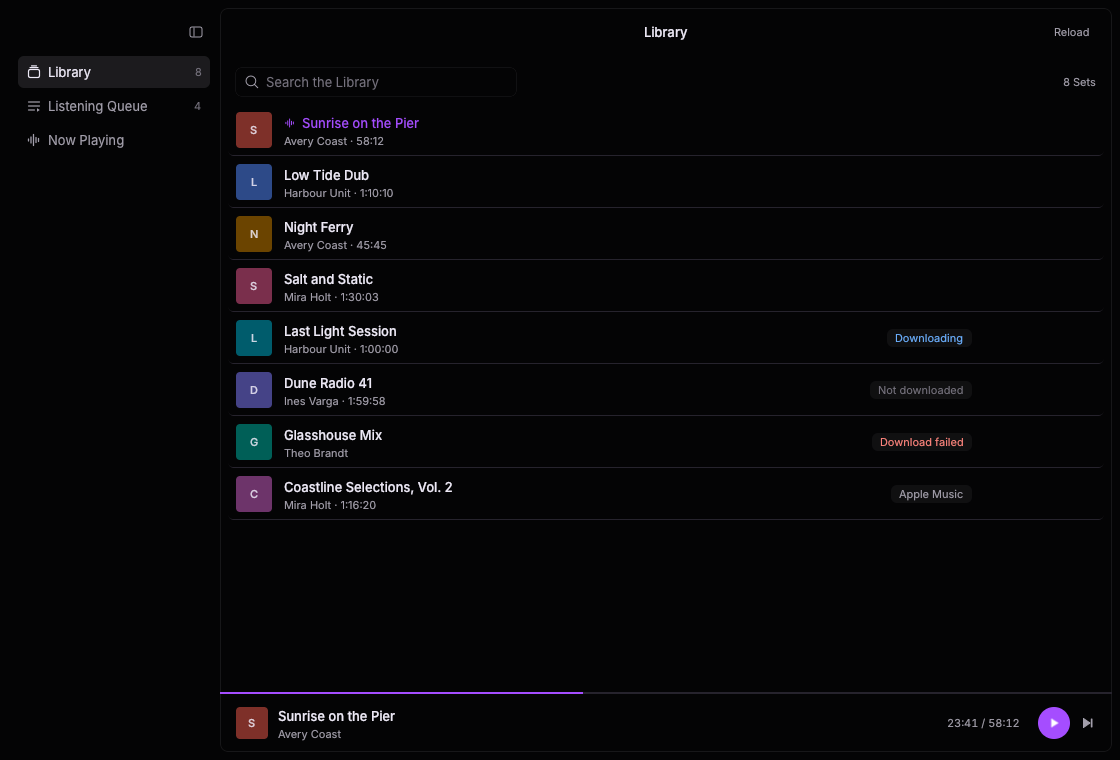 Library
Reload
Library 8
Listening Queue 4
Now Playing
Search the Library
8 Sets
S
Sunrise on the Pier
Avery Coast · 58:12
L
Low Tide Dub
Harbour Unit · 1:10:10
N
Night Ferry
Avery Coast · 45:45
S
Salt and Static
Mira Holt · 1:30:03
L
Last Light Session
Harbour Unit · 1:00:00
Downloading
D
Dune Radio 41
Ines Varga · 1:59:58
Not downloaded
G
Glasshouse Mix
Theo Brandt
Download failed
C
Coastline Selections, Vol. 2
Mira Holt · 1:16:20
Apple Music
S
Sunrise on the Pier
Avery Coast
23:41 / 58:12